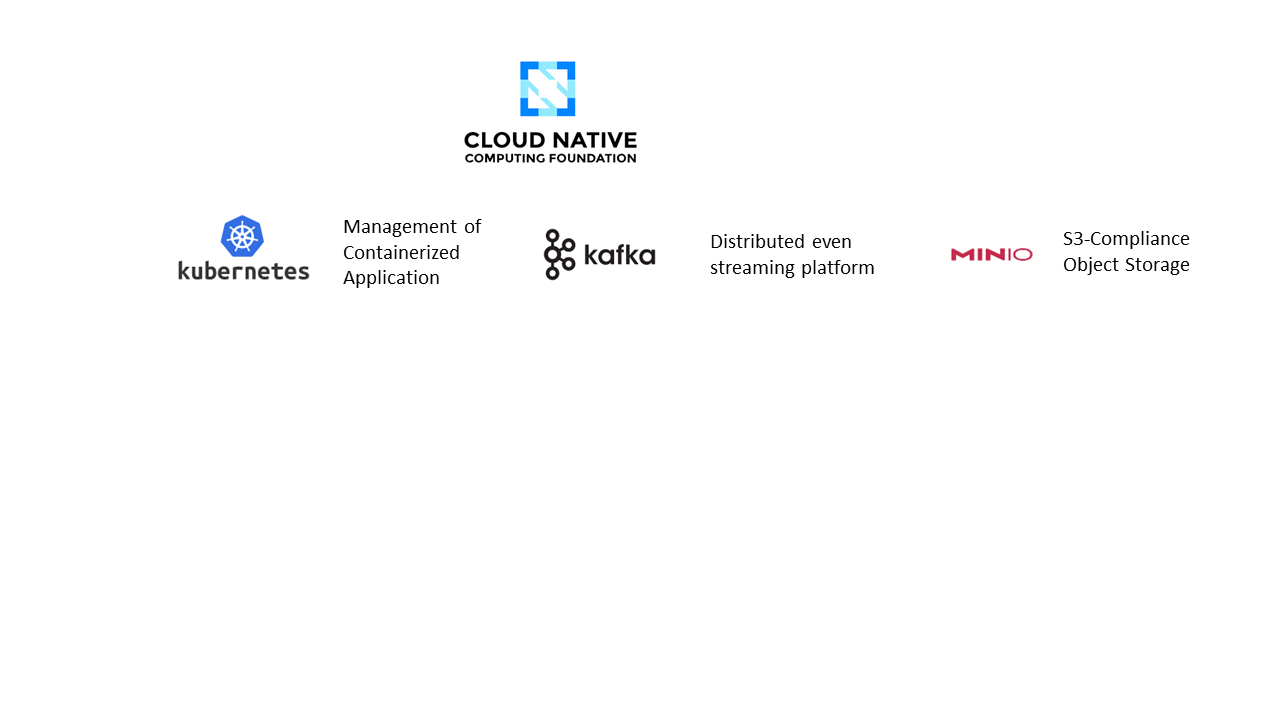 CLOUD NATIVE
COMPUTING FOUNDATION
kubernetes
Management of
Containerized
Application
kafka
Distributed even
streaming platform
MINIO
S3-Compliance
Object Storage